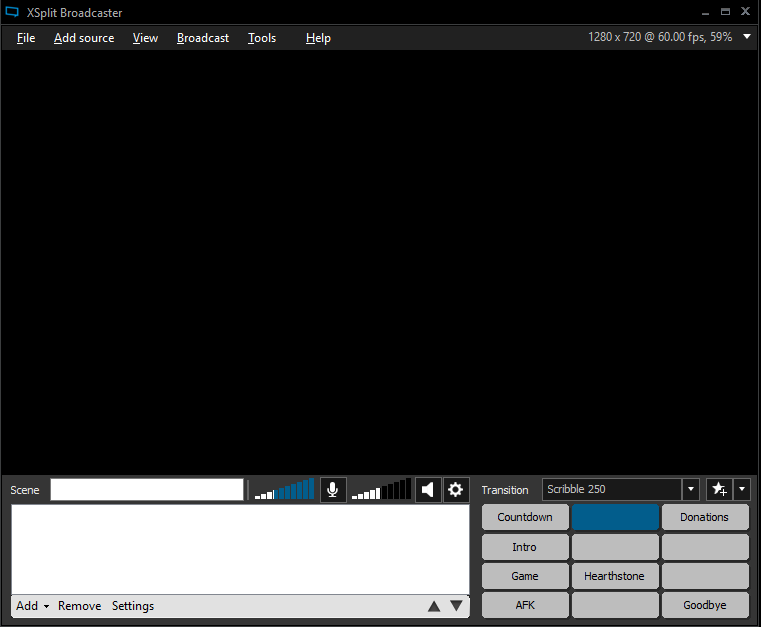 XSplit Broadcaster
File Add source View Broadcast Tools Help 1280 x 720 @ 60.00 fps, 59%
Scene Transition Scribble 250
Countdown Donations
Intro
Game Hearthstone
Add Remove Settings AFK Goodbye